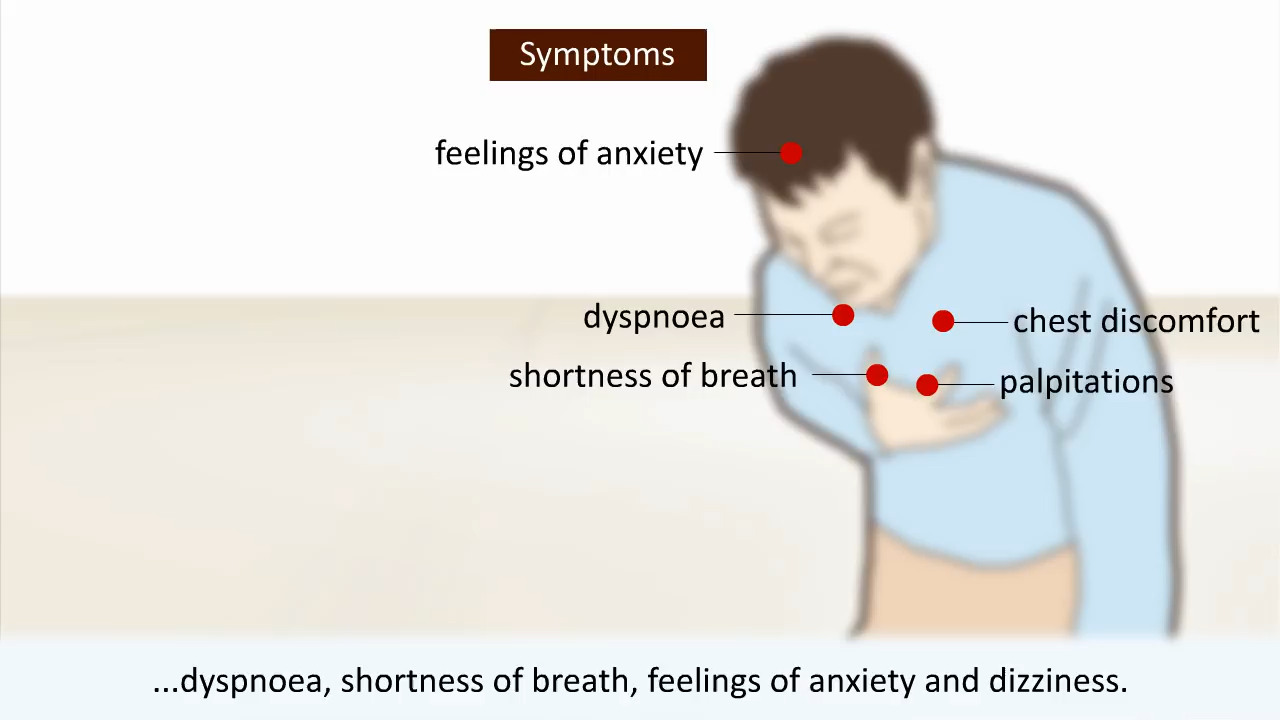 Symptoms
feelings of anxiety
dyspnoea
chest discomfort
shortness of breath
palpitations
...dyspnoea, shortness of breath, feelings of anxiety and dizziness.